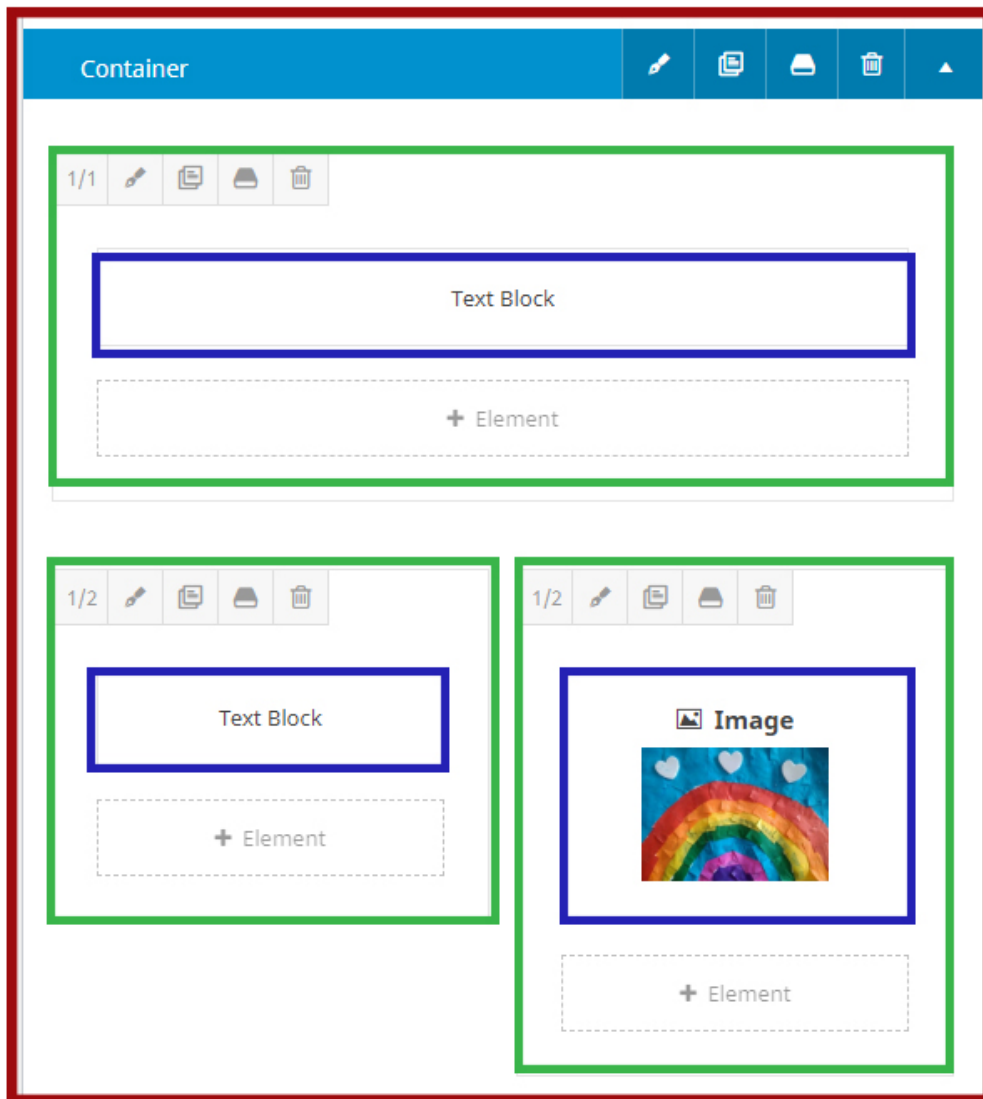 Container
1/1
Text Block
+ Element
1/2
Text Block
+ Element
1/2
Image
+ Element